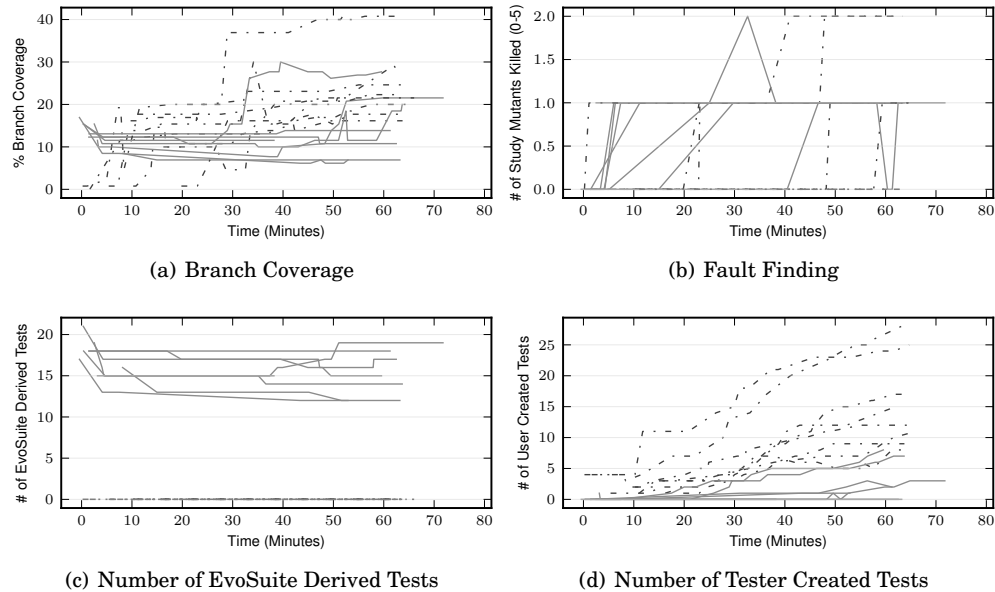 % Branch Coverage
40
30
20
10
0
0 10 20 30 40 50 60 70 80
Time (Minutes)
(a) Branch Coverage
# of Study Mutants Killed (0-5)
2.0
1.5
1.0
0.5
0.0
0 10 20 30 40 50 60 70 80
Time (Minutes)
(b) Fault Finding
# of EvoSuite Derived Tests
20
15
10
5
0
0 10 20 30 40 50 60 70 80
Time (Minutes)
(c) Number of EvoSuite Derived Tests
# of User Created Tests
25
20
15
10
5
0
0 10 20 30 40 50 60 70 80
Time (Minutes)
(d) Number of Tester Created Tests